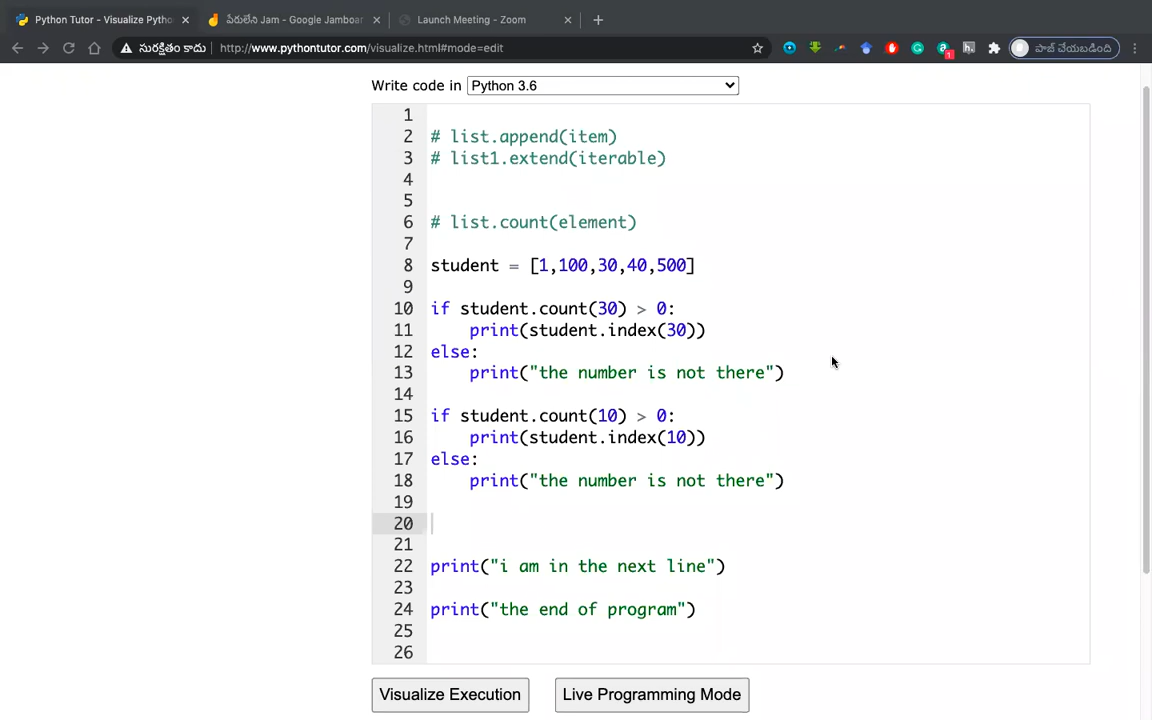 Python Tutor - Visualize Pytho
పేరులేని Jam - Google Jamboar
Launch Meeting - Zoom
సురక్షితం కాదు
http://www.pythontutor.com/visualize.html#mode=edit
పాజ్ చేయబడింది
Write code in Python 3.6
1
2 # list.append(item)
3 # list1.extend(iterable)
4
5
6 # list.count(element)
7
8 student = [1,100,30,40,500]
9
10 if student.count(30) > 0:
11 print(student.index(30))
12 else:
13 print("the number is not there")
14
15 if student.count(10) > 0:
16 print(student.index(10))
17 else:
18 print("the number is not there")
19
20
21
22 print("i am in the next line")
23
24 print("the end of program")
25
26
Visualize Execution
Live Programming Mode